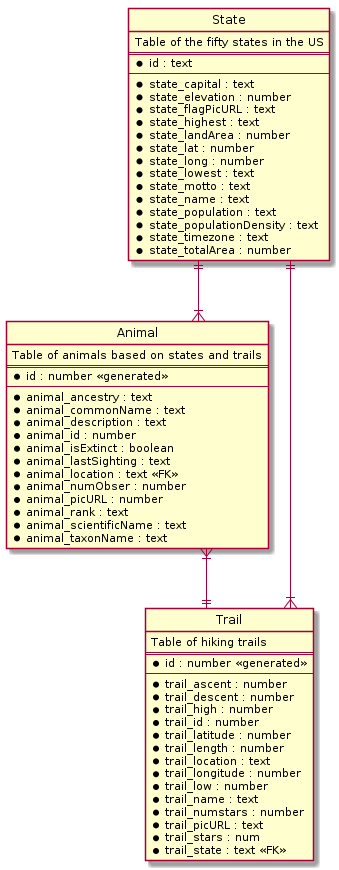 State
Table of the fifty states in the US
id : text
state_capital : text
state_elevation : number
state_flagPicURL : text
state_highest : text
state_landArea : number
state_lat : number
state_long : number
state_lowest : text
state_motto : text
state_name : text
state_population : text
state_populationDensity : text
state_timezone : text
state_totalArea : number
Animal
Table of animals based on states and trails
id : number «generated»
animal_ancestry : text
animal_commonName : text
animal_description : text
animal_id : number
animal_isExtinct : boolean
animal_lastSighting : text
animal_location : text «FK»
animal_numObser : number
animal_picURL : number
animal_rank : text
animal_scientificName : text
animal_taxonName : text
Trail
Table of hiking trails
id : number «generated»
trail_ascent : number
trail_descent : number
trail_high : number
trail_id : number
trail_latitude : number
trail_length : number
trail_location : text
trail_longitude : number
trail_low : number
trail_name : text
trail_numstars : number
trail_picURL : text
trail_stars : num
trail_state : text «FK»